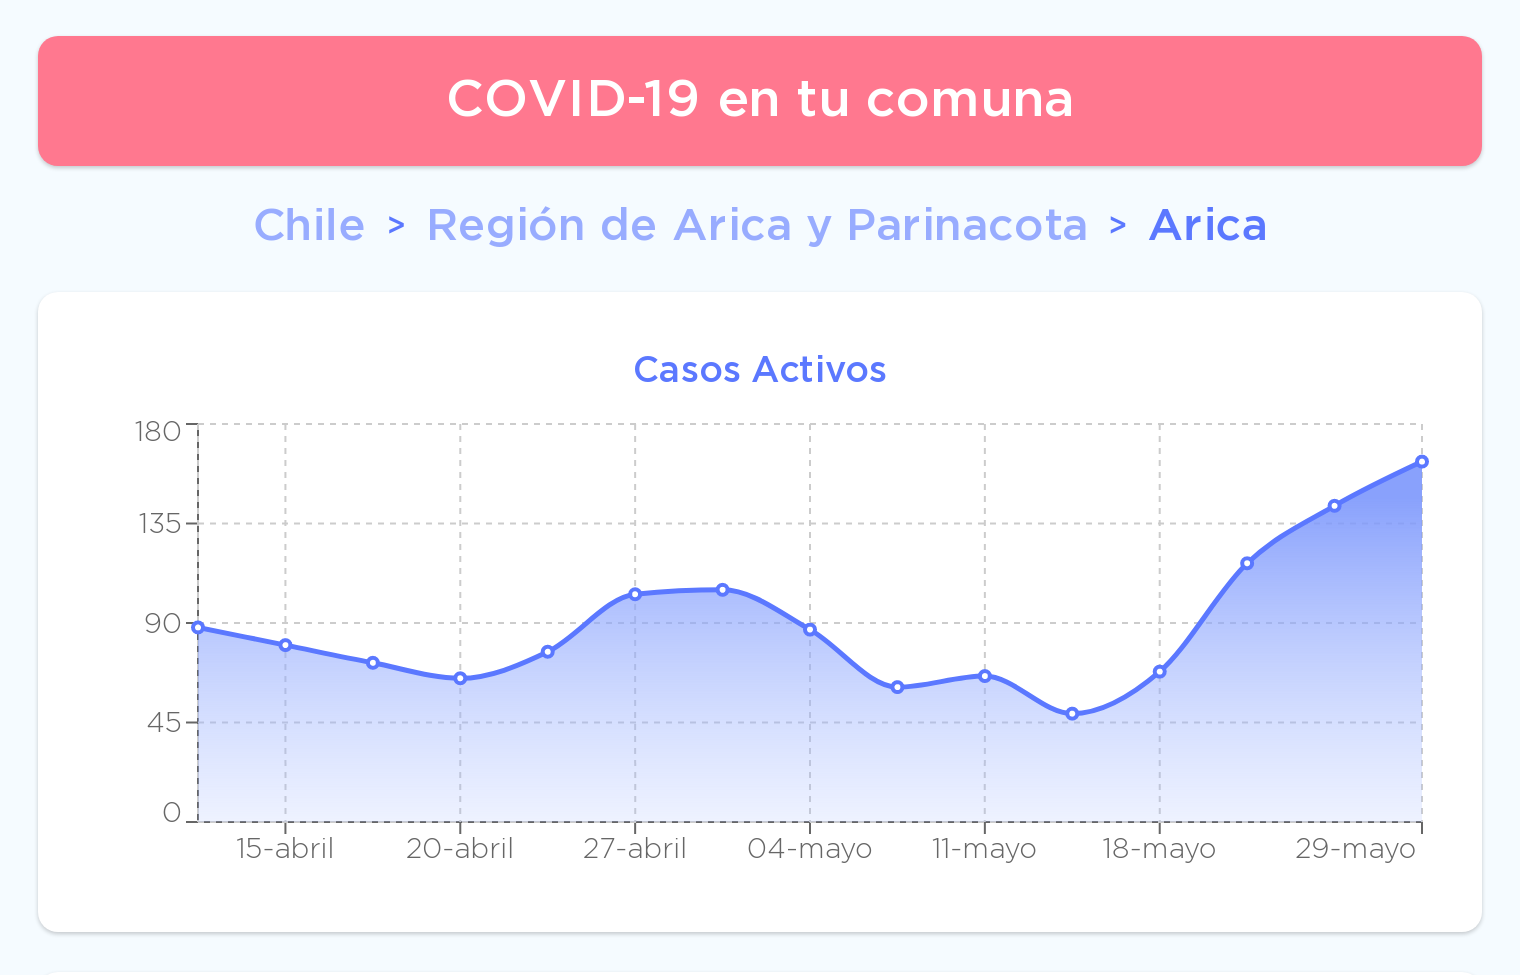 COVID-19 en tu comuna
Chile > Región de Arica y Parinacota > Arica
Casos Activos
180
135
90
45
0
15-abril 20-abril 27-abril 04-mayo 11-mayo 18-mayo 29-mayo